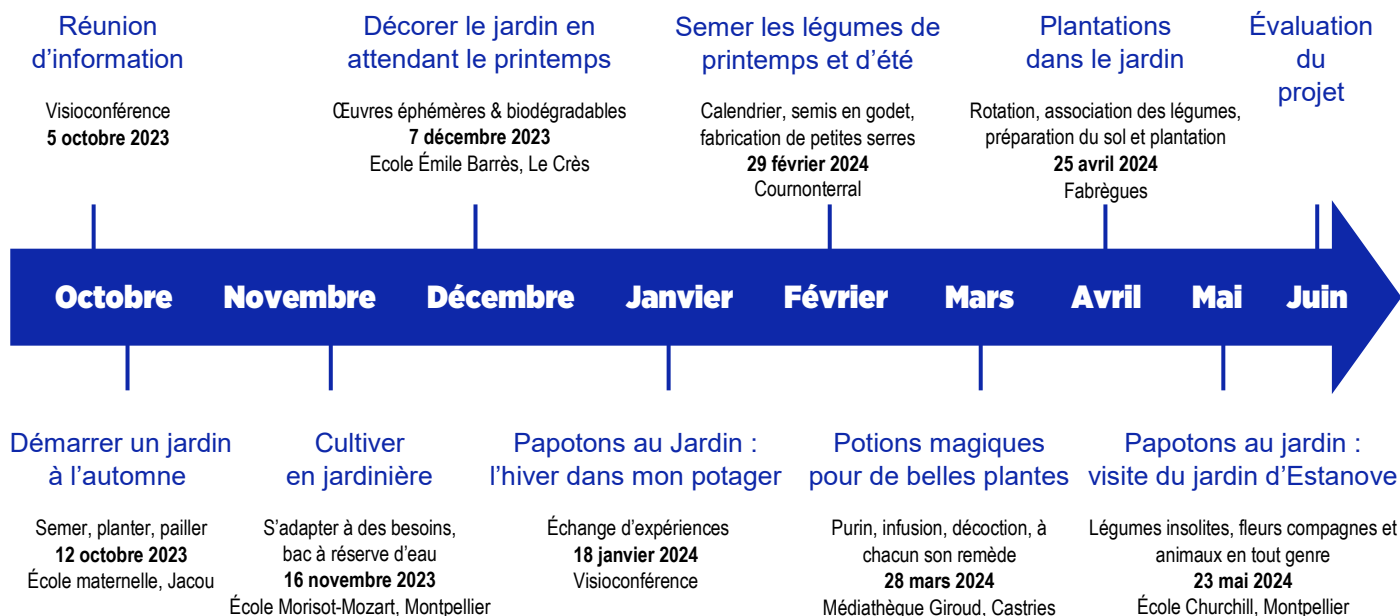 Réunion
d’information
Visioconférence
5 octobre 2023
Décorer le jardin en
attendant le printemps
Œuvres éphémères & biodégradables
7 décembre 2023
Ecole Émile Barrès, Le Crès
Semer les légumes de
printemps et d’été
Calendrier, semis en godet,
fabrication de petites serres
29 février 2024
Cournonterral
Plantations
dans le jardin
Rotation, association des légumes,
préparation du sol et plantation
25 avril 2024
Fabrègues
Évaluation
du
projet
Octobre Novembre Décembre Janvier Février Mars Avril Mai Juin
Démarrer un jardin
à l’automne
Semer, planter, pailler
12 octobre 2023
École maternelle, Jacou
Cultiver
en jardinière
S’adapter à des besoins,
bac à réserve d’eau
16 novembre 2023
École Morisot-Mozart, Montpellier
Papotons au Jardin :
l’hiver dans mon potager
Échange d’expériences
18 janvier 2024
Visioconférence
Potions magiques
pour de belles plantes
Purin, infusion, décoction, à
chacun son remède
28 mars 2024
Médiathèque Giroud, Castries
Papotons au jardin :
visite du jardin d’Estanove
Légumes insolites, fleurs compagnes et
animaux en tout genre
23 mai 2024
École Churchill, Montpellier